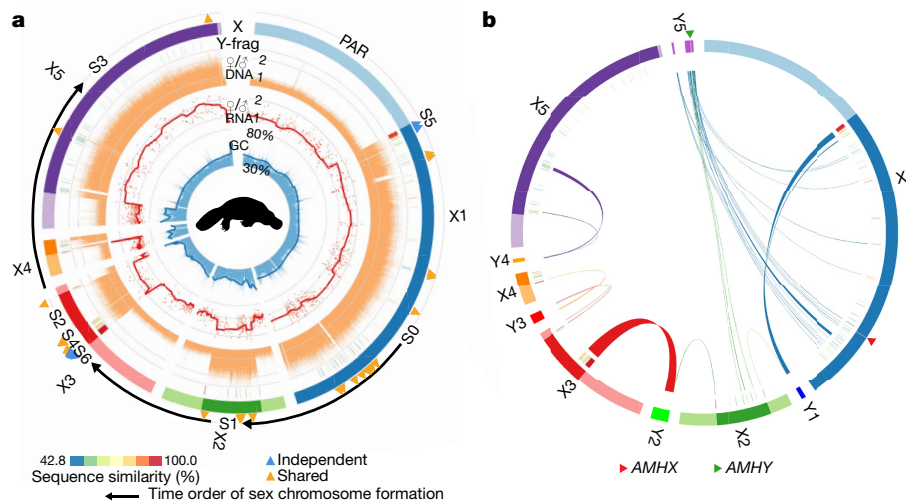 a
X
Y-frag
♀/♂ 2
DNA 1
♀/♂ 2
RNA 1
80%
GC
30%
PAR
S5
X1
S0
S1
X2
X3
S6
S4
S2
X4
X5
S3
42.8 100.0
Sequence similarity (%)
Independent
Shared
Time order of sex chromosome formation
b
Y5
X5
Y4
X4
Y3
X3
Y2
X2
Y1
X
AMHX
AMHY